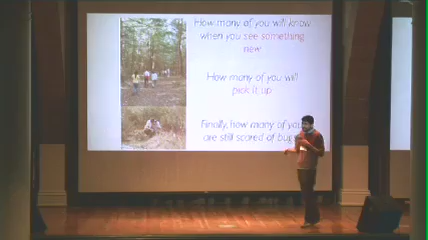 How many of you will know
when you see something
new
How many of you will
pick it up
Finally, how many of you
are still scared of bugs